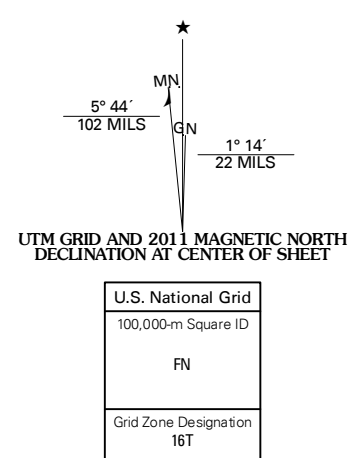 ★
MN
5° 44´
102 MILS
GN
1° 14´
22 MILS
UTM GRID AND 2011 MAGNETIC NORTH
DECLINATION AT CENTER OF SHEET
U.S. National Grid
100,000-m Square ID
FN
Grid Zone Designation
16T